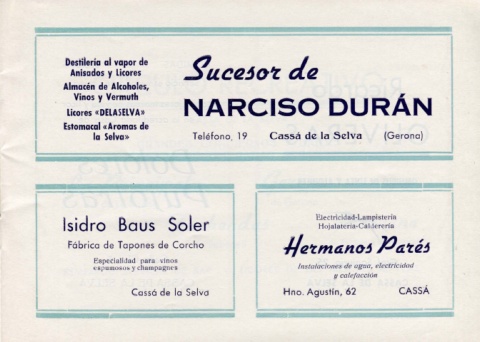 Destilería al vapor de
Anisados y Licores
Almacén de Alcoholes,
Vinos y Vermuth
Licores «DELASELVA»
Estomacal «Aromas de
la Selva»
Sucesor de
NARCISO DURÁN
Teléfono, 19 Cassá de la Selva (Gerona)
Isidro Baus Soler
Fábrica de Tapones de Corcho
Especialidad para vinos
espumosos y champagnes
Cassá de la Selva
Electricidad-Lampistería
Hojalatería-Calderería
Hermanos Parés
Instalaciones de agua, electricidad
y calefacción
Hno. Agustín, 62 CASSÁ